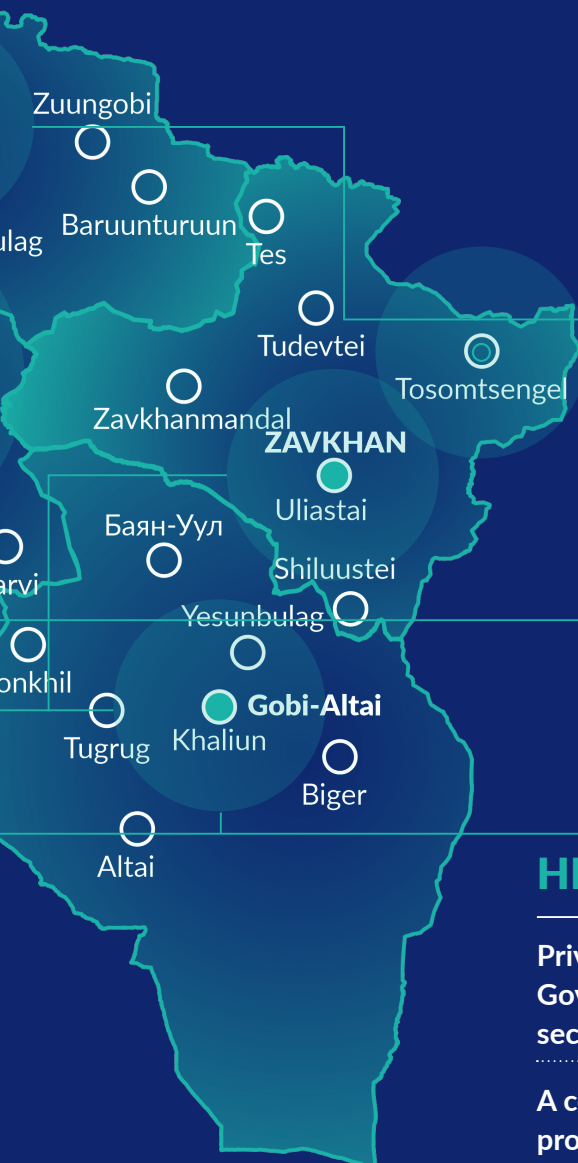 Zuungobi
Baruunturuun
Tes
Tudevtei
Tosomtsengel
Zavkhanmandal
ZAVKHAN
Uliastai
Баян-Уул
Shiluustei
Yesunbulag
Gobi-Altai
Khaliun
Tugrug
Biger
Altai
A